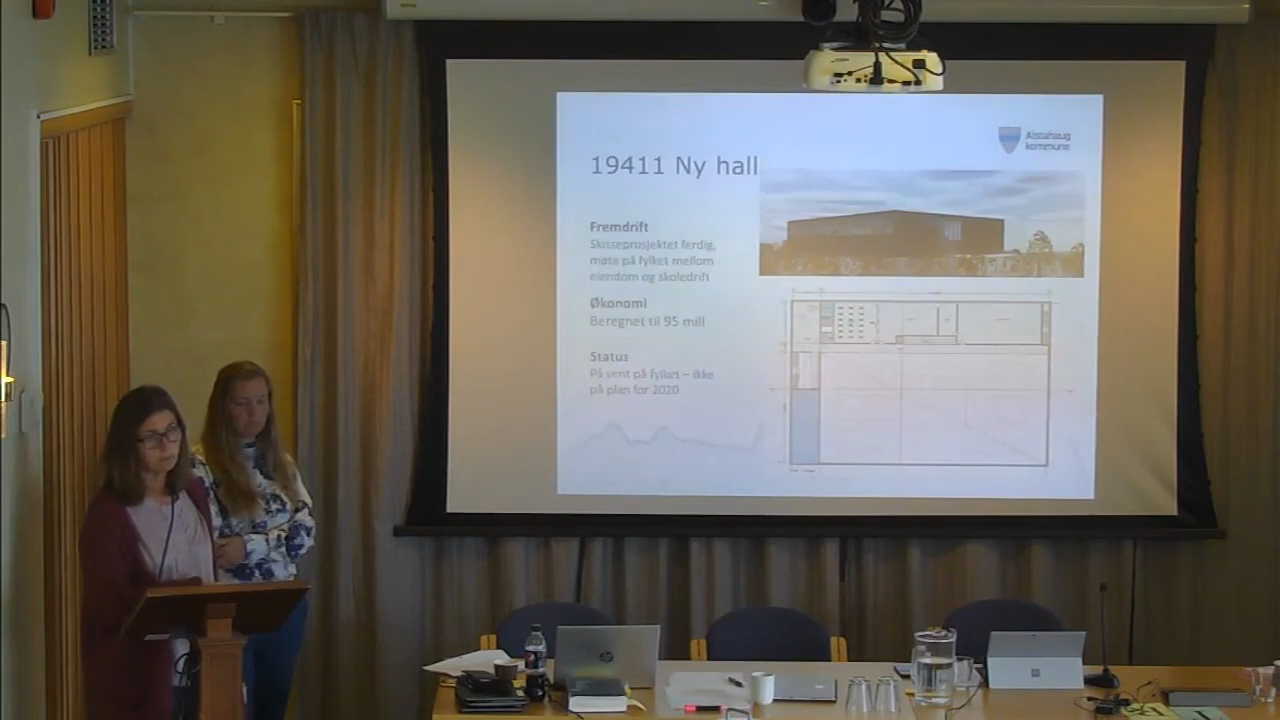 Alstahaug
kommune
19411 Ny hall
Fremdrift
Skisseprosjektet ferdig,
møte på fylket mellom
eiendom og skoledrift
Økonomi
Beregnet til 95 mill
Status
På vent på fylket – ikke
på plan for 2020
hp